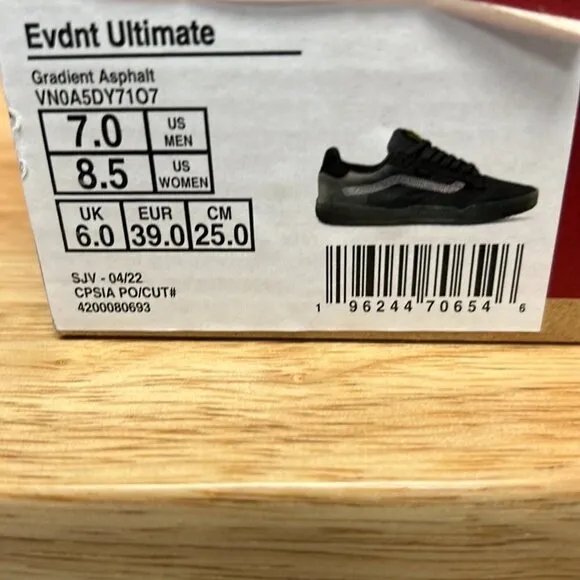 Evdnt Ultimate
Gradient Asphalt
VN0A5DY71O7
7.0 US MEN
8.5 US WOMEN
UK EUR CM
6.0 39.0 25.0
SJV - 04/22
CPSIA PO/CUT#
4200080693
1 96244 70654 6